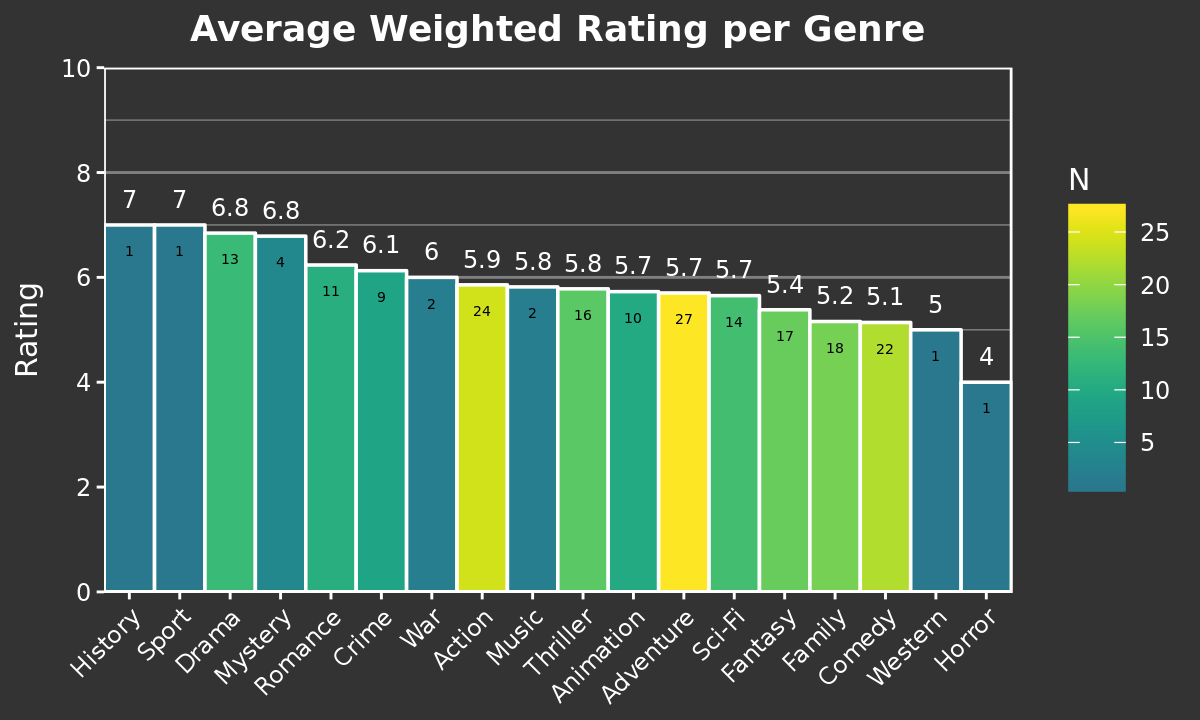 Average Weighted Rating per Genre
10
8
6
4
2
0
Rating
7 7 6.8 6.8 6.2 6.1 6 5.9 5.8 5.8 5.7 5.7 5.7 5.4 5.2 5.1 5 4
1 1 13 4 11 9 2 24 2 16 10 27 14 17 18 22 1 1
History Sport Drama Mystery Romance Crime War Action Music Thriller Animation Adventure Sci-Fi Fantasy Family Comedy Western Horror
N
25
20
15
10
5